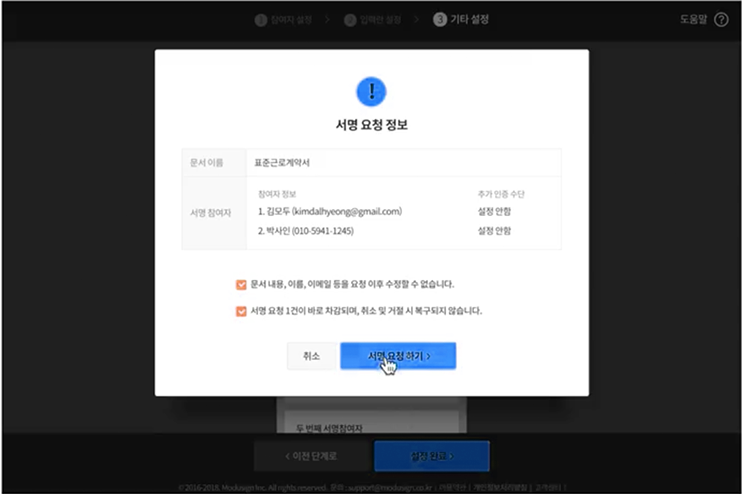 1 참여자 설정 > 2 입력란 설정 > 3 기타 설정
도움말 ?
!
서명 요청 정보
문서 이름 표준근로계약서
참여자 정보 추가 인증 수단
서명 참여자
1. 김모두 (kimdalhyeong@gmail.com) 설정 안함
2. 박사인 (010-5941-1245) 설정 안함
문서 내용, 이름, 이메일 등을 요청 이후 수정할 수 없습니다.
서명 요청 1건이 바로 차감되며, 취소 및 거절 시 복구되지 않습니다.
취소 서명 요청 하기 >
두 번째 서명참여자
< 이전 단계로 설정 완료 >
© 2016-2018. Modusign Inc. All rights reserved. 문의 : support@modusign.co.kr | 이용약관 | 개인정보처리방침 | 고객센터 |